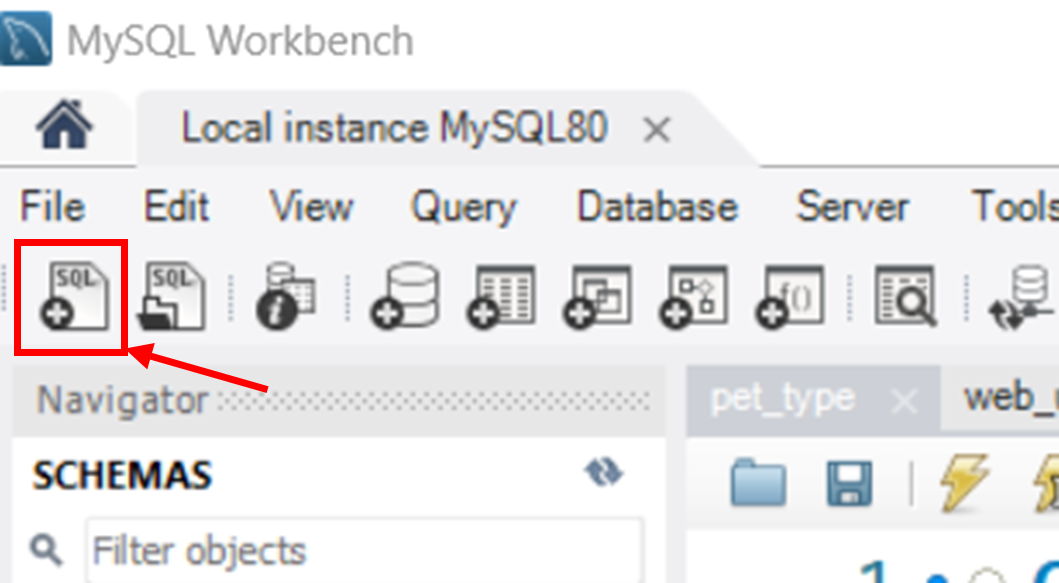 MySQL Workbench
Local instance MySQL80
File Edit View Query Database Server Tools
SQL SQL
Navigator
pet_type
SCHEMAS
Filter objects
1